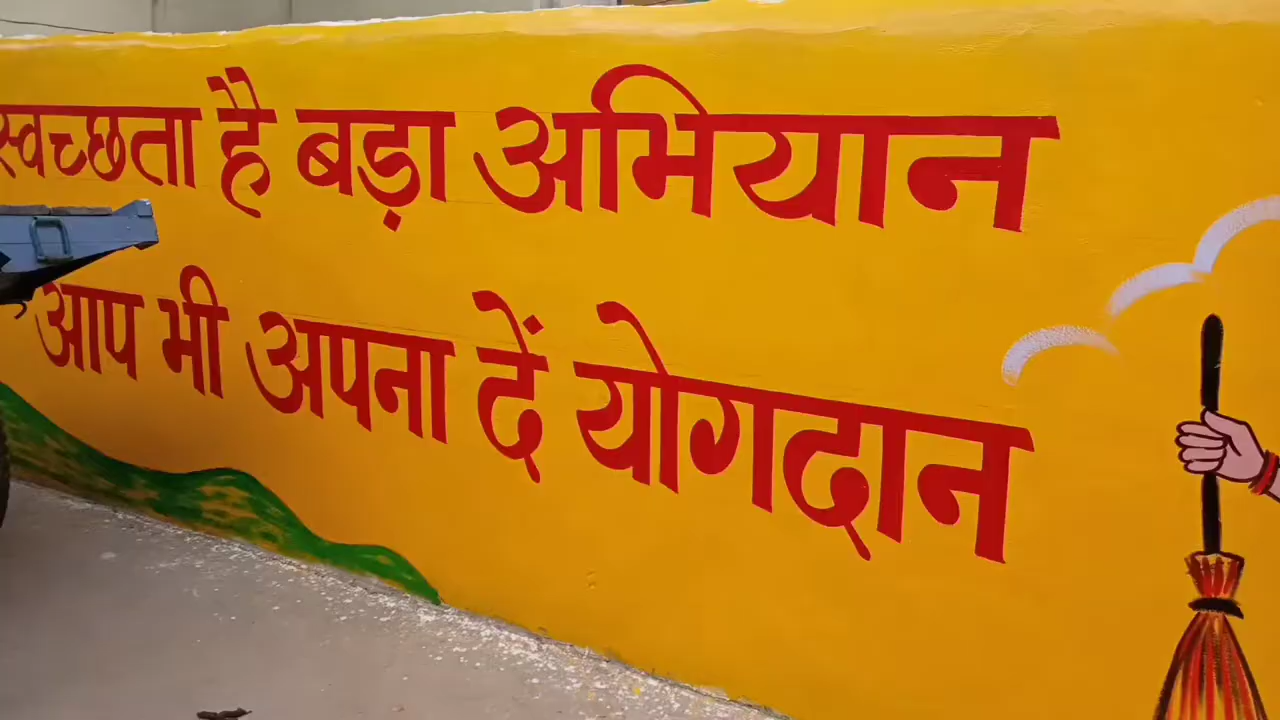 स्वच्छता है बड़ा अभियान
आप भी अपना दें योगदान